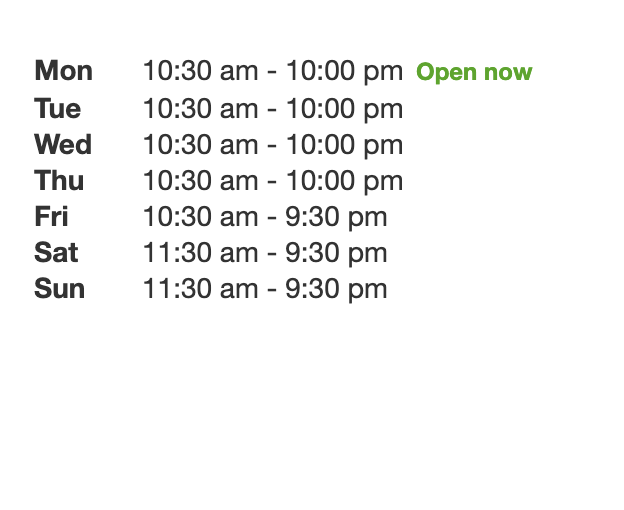 Mon 10:30 am - 10:00 pm Open now
Tue 10:30 am - 10:00 pm
Wed 10:30 am - 10:00 pm
Thu 10:30 am - 10:00 pm
Fri 10:30 am - 9:30 pm
Sat 11:30 am - 9:30 pm
Sun 11:30 am - 9:30 pm